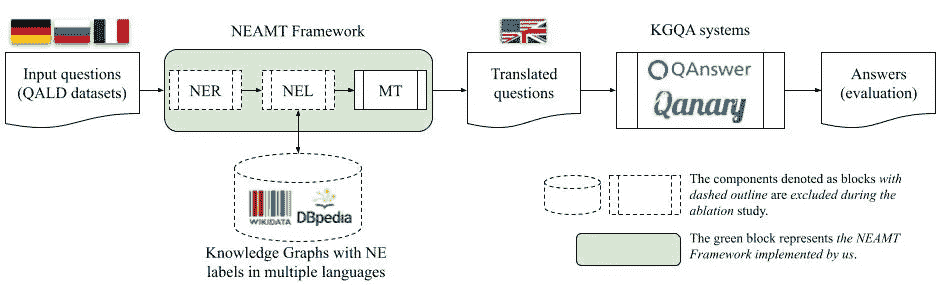 NEAMT Framework
KGQA systems
Input questions
(QALD datasets)
NER
NEL
MT
Translated
questions
QAnswer
Qanary
Answers
(evaluation)
WIKIDATA
DBpedia
Knowledge Graphs with NE
labels in multiple languages
The components denoted as blocks with
dashed outline are excluded during the
ablation study.
The green block represents the NEAMT
Framework implemented by us.